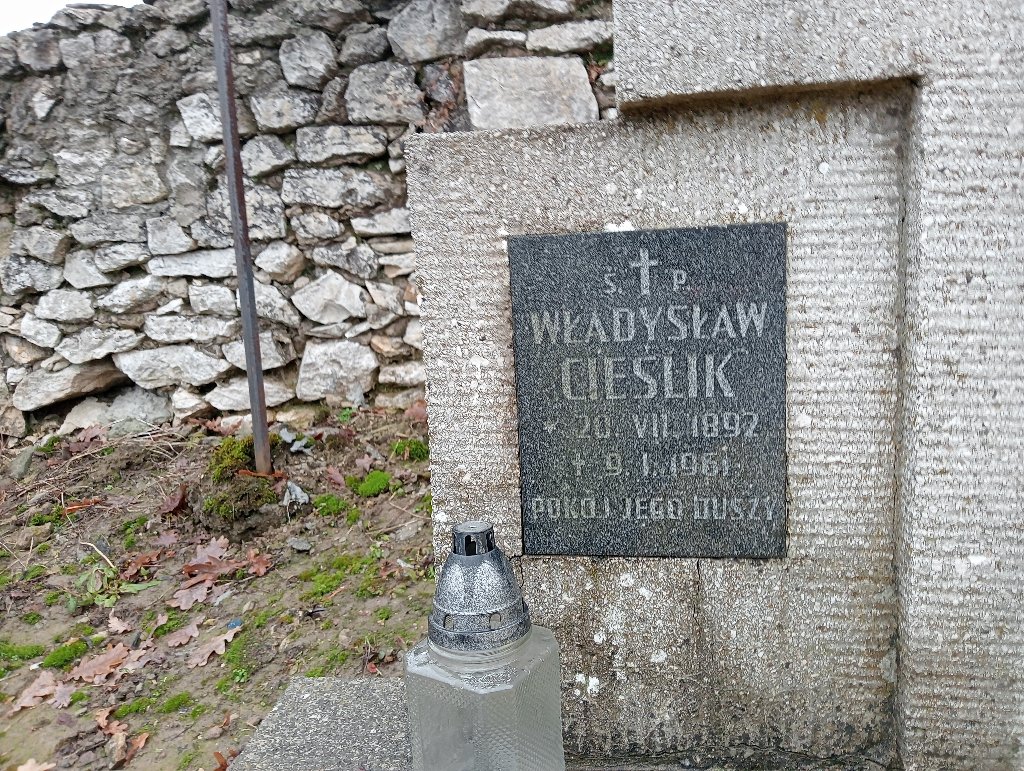 Ś. † P.
WŁADYSŁAW
CIEŚLIK
* 20. VII. 1892
† 9. I. 1961
POKÓJ JEGO DUSZY